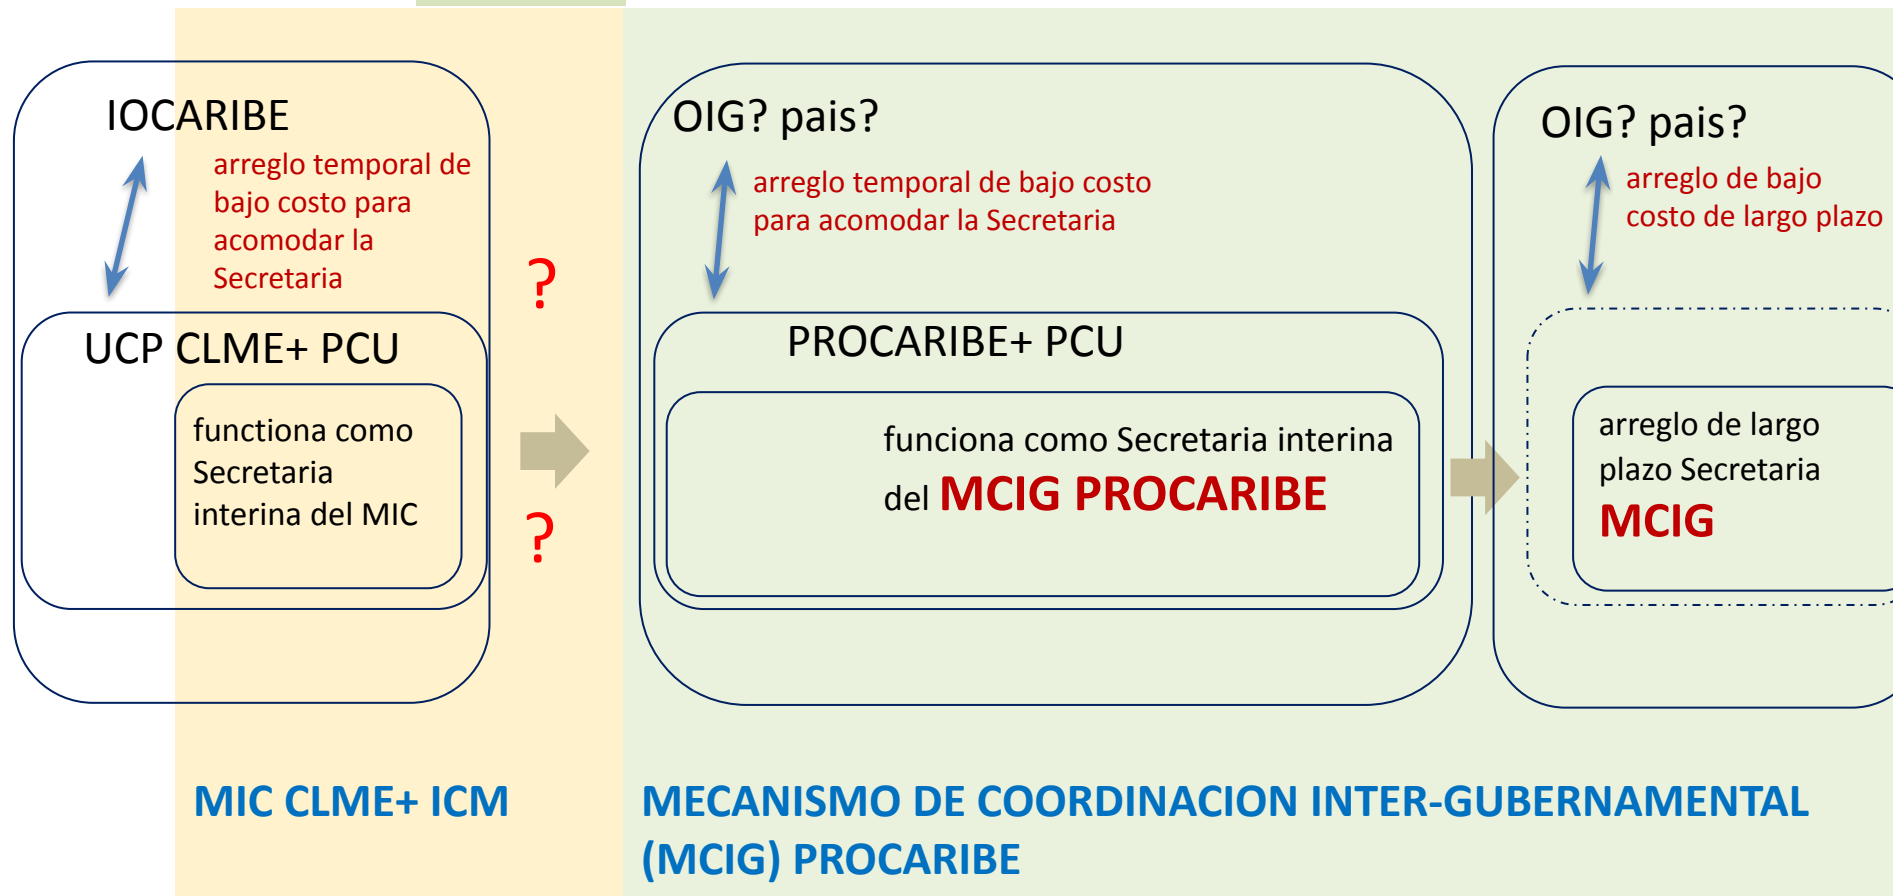 IOCARIBE
arreglo temporal de
bajo costo para
acomodar la
Secretaria
UCP CLME+ PCU
functiona como
Secretaria
interina del MIC
?
?
MIC CLME+ ICM
OIG? pais?
arreglo temporal de bajo costo
para acomodar la Secretaria
PROCARIBE+ PCU
funciona como Secretaria interina
del MCIG PROCARIBE
OIG? pais?
arreglo de bajo
costo de largo plazo
arreglo de largo
plazo Secretaria
MCIG
MECANISMO DE COORDINACION INTER-GUBERNAMENTAL
(MCIG) PROCARIBE